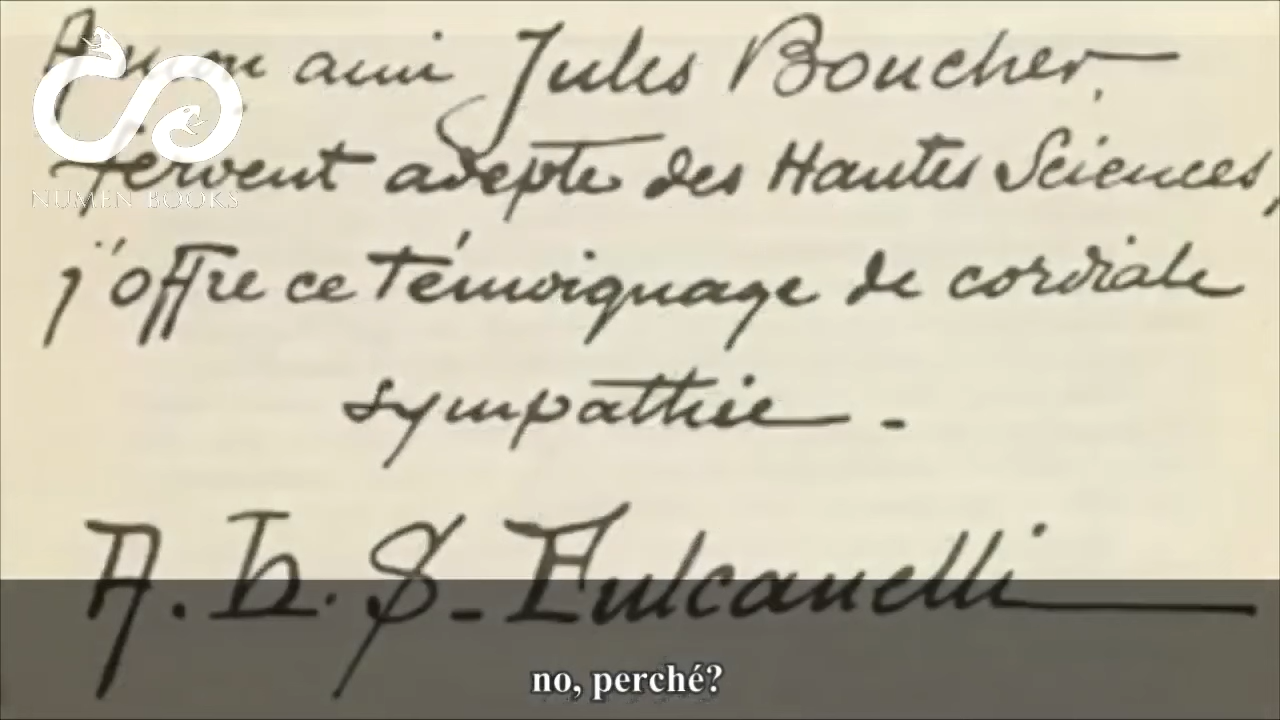 A mon ami Jules Boucher,
fervent adepte des Hautes Sciences,
j'offre ce témoignage de cordiale
sympathie.
A.H.S. Fulcanelli
NUMEN BOOKS
no, perché?